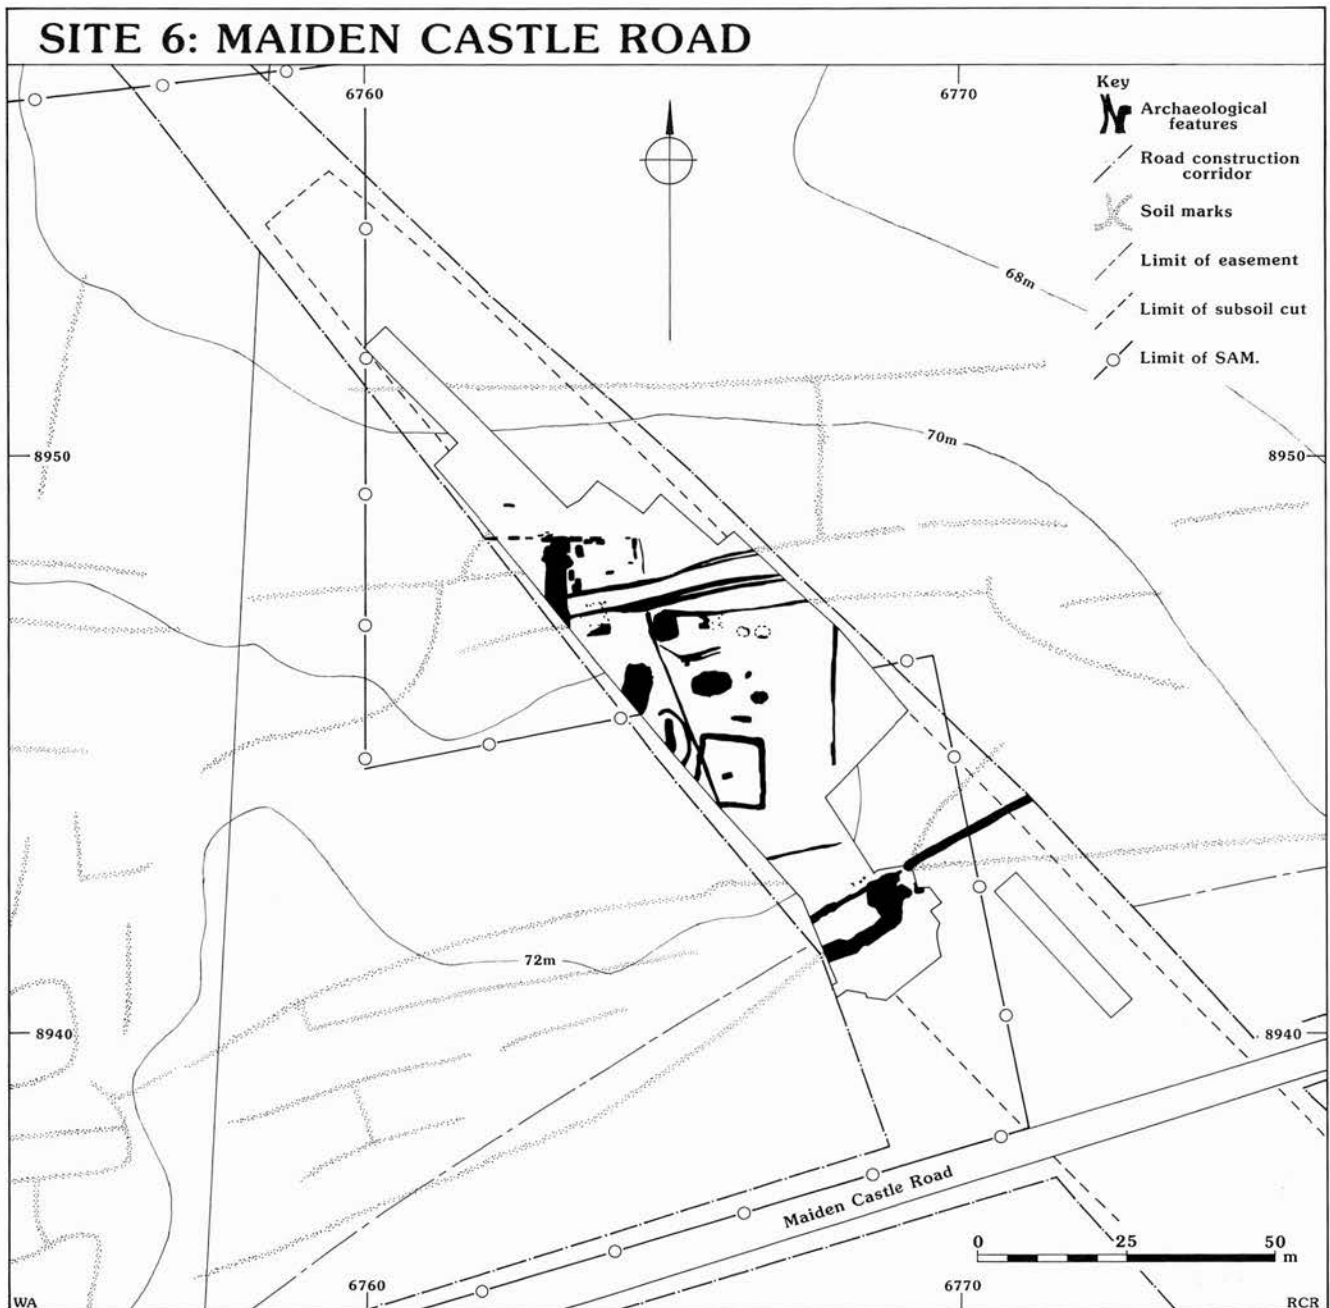 SITE 6: MAIDEN CASTLE ROAD
6760
6770
Key
Archaeological
features
Road construction
corridor
Soil marks
Limit of easement
Limit of subsoil cut
Limit of SAM.
68m
70m
8950
8950
72m
8940
8940
Maiden Castle Road
0 25 50
m
6760
6770
WA
RCR